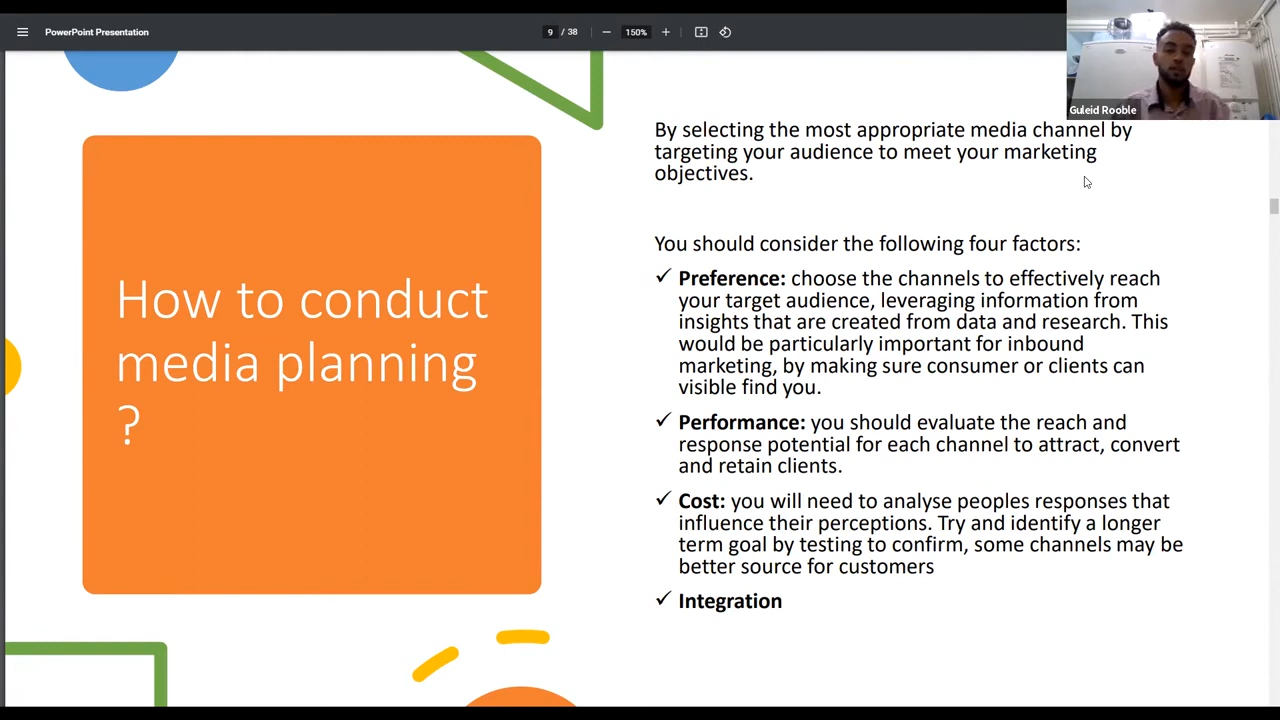 PowerPoint Presentation
9 / 38
150%
Guleid Rooble
How to conduct
media planning
?
By selecting the most appropriate media channel by
targeting your audience to meet your marketing
objectives.
You should consider the following four factors:
✓ Preference: choose the channels to effectively reach
your target audience, leveraging information from
insights that are created from data and research. This
would be particularly important for inbound
marketing, by making sure consumer or clients can
visible find you.
✓ Performance: you should evaluate the reach and
response potential for each channel to attract, convert
and retain clients.
✓ Cost: you will need to analyse peoples responses that
influence their perceptions. Try and identify a longer
term goal by testing to confirm, some channels may be
better source for customers
✓ Integration